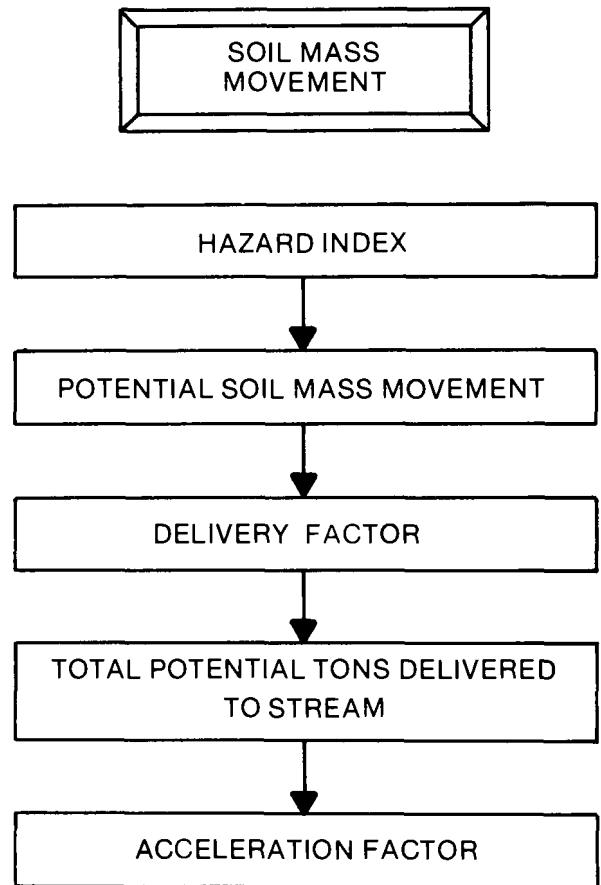 SOIL MASS
MOVEMENT
HAZARD INDEX
POTENTIAL SOIL MASS MOVEMENT
DELIVERY FACTOR
TOTAL POTENTIAL TONS DELIVERED
TO STREAM
ACCELERATION FACTOR